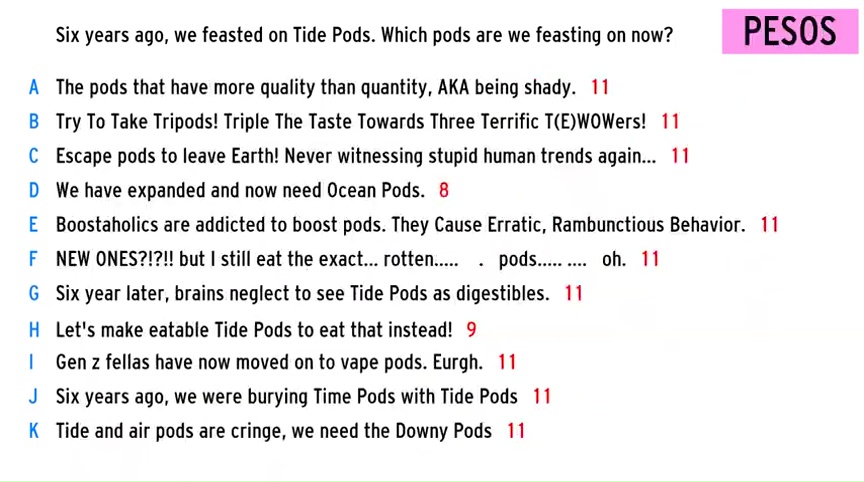 Six years ago, we feasted on Tide Pods. Which pods are we feasting on now?
PESOS
A The pods that have more quality than quantity, AKA being shady. 11
B Try To Take Tripods! Triple The Taste Towards Three Terrific T(E)WOWers! 11
C Escape pods to leave Earth! Never witnessing stupid human trends again... 11
D We have expanded and now need Ocean Pods. 8
E Boostaholics are addicted to boost pods. They Cause Erratic, Rambunctious Behavior. 11
F NEW ONES?!?!! but I still eat the exact... rotten..... . pods..... .... oh. 11
G Six year later, brains neglect to see Tide Pods as digestibles. 11
H Let's make eatable Tide Pods to eat that instead! 9
I Gen z fellas have now moved on to vape pods. Eurgh. 11
J Six years ago, we were burying Time Pods with Tide Pods 11
K Tide and air pods are cringe, we need the Downy Pods 11